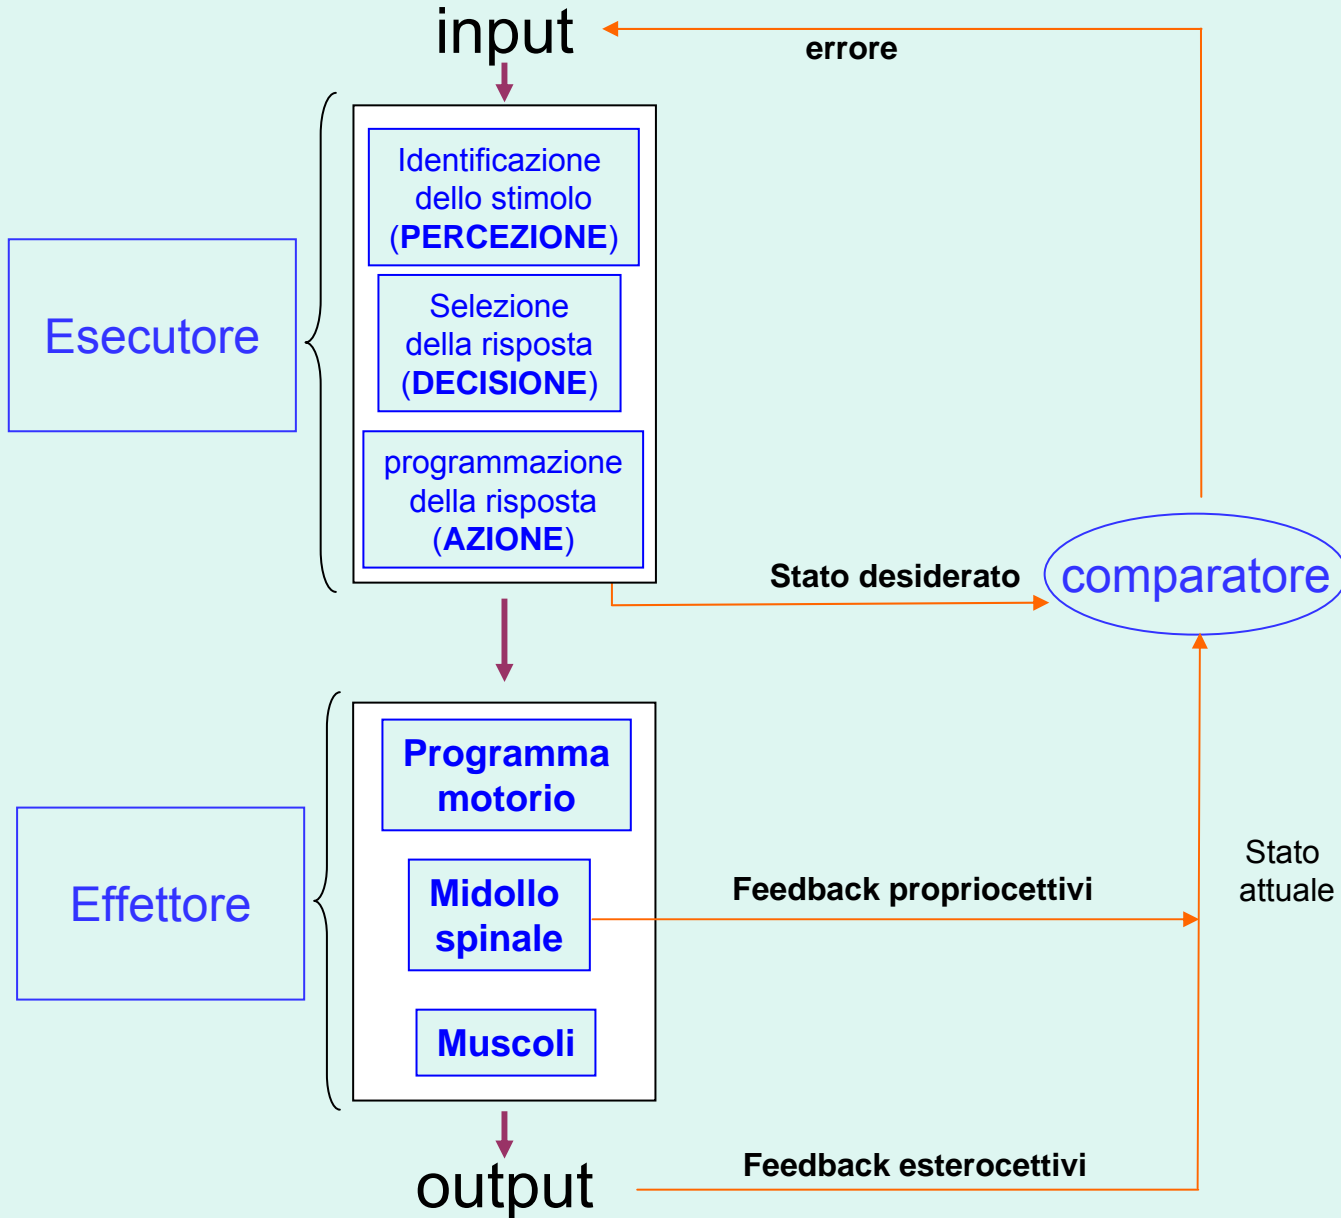 input
errore
Identificazione
dello stimolo
(PERCEZIONE)
Selezione
della risposta
(DECISIONE)
Esecutore
programmazione
della risposta
(AZIONE)
Stato desiderato
comparatore
Programma
motorio
Midollo
spinale
Effettore
Feedback propriocettivi
Stato
attuale
Muscoli
Feedback esterocettivi
output